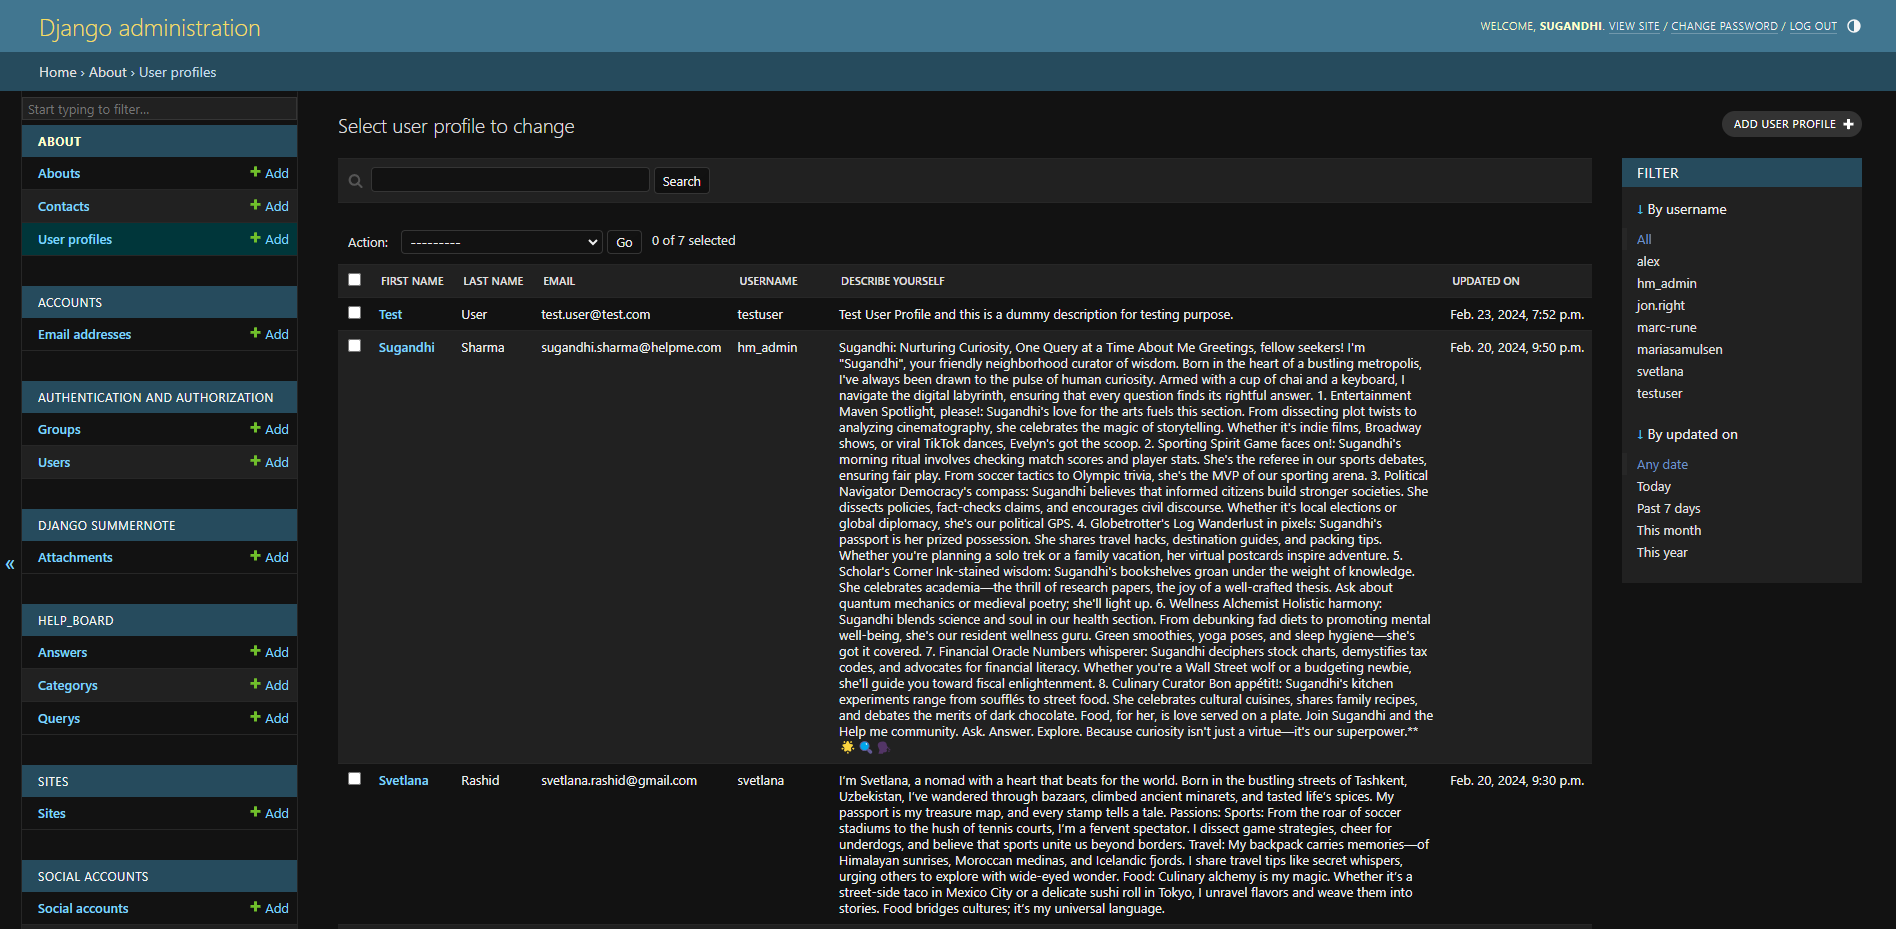 Django administration
WELCOME, SUGANDHI. VIEW SITE / CHANGE PASSWORD / LOG OUT
Home › About › User profiles
Start typing to filter...
ABOUT
Abouts
Add
Contacts
Add
User profiles
Add
ACCOUNTS
Email addresses
Add
AUTHENTICATION AND AUTHORIZATION
Groups
Add
Users
Add
DJANGO SUMMERNOTE
Attachments
Add
«
HELP_BOARD
Answers
Add
Categorys
Add
Querys
Add
SITES
Sites
Add
SOCIAL ACCOUNTS
Social accounts
Add
Select user profile to change
ADD USER PROFILE
Search
Action:
---------
Go
0 of 7 selected
FIRST NAME LAST NAME EMAIL USERNAME DESCRIBE YOURSELF UPDATED ON
Test User test.user@test.com testuser Test User Profile and this is a dummy description for testing purpose. Feb. 23, 2024, 7:52 p.m.
Sugandhi Sharma sugandhi.sharma@helpme.com hm_admin
Sugandhi: Nurturing Curiosity, One Query at a Time About Me Greetings, fellow seekers! I'm
"Sugandhi", your friendly neighborhood curator of wisdom. Born in the heart of a bustling metropolis,
I've always been drawn to the pulse of human curiosity. Armed with a cup of chai and a keyboard, I
navigate the digital labyrinth, ensuring that every question finds its rightful answer. 1. Entertainment
Maven Spotlight, please!: Sugandhi's love for the arts fuels this section. From dissecting plot twists to
analyzing cinematography, she celebrates the magic of storytelling. Whether it's indie films, Broadway
shows, or viral TikTok dances, Evelyn's got the scoop. 2. Sporting Spirit Game faces on!: Sugandhi's
morning ritual involves checking match scores and player stats. She's the referee in our sports debates,
ensuring fair play. From soccer tactics to Olympic trivia, she's the MVP of our sporting arena. 3. Political
Navigator Democracy's compass: Sugandhi believes that informed citizens build stronger societies. She
dissects policies, fact-checks claims, and encourages civil discourse. Whether it's local elections or
global diplomacy, she's our political GPS. 4. Globetrotter's Log Wanderlust in pixels: Sugandhi's
passport is her prized possession. She shares travel hacks, destination guides, and packing tips.
Whether you're planning a solo trek or a family vacation, her virtual postcards inspire adventure. 5.
Scholar's Corner Ink-stained wisdom: Sugandhi's bookshelves groan under the weight of knowledge.
She celebrates academia—the thrill of research papers, the joy of a well-crafted thesis. Ask about
quantum mechanics or medieval poetry; she'll light up. 6. Wellness Alchemist Holistic harmony:
Sugandhi blends science and soul in our health section. From debunking fad diets to promoting mental
well-being, she's our resident wellness guru. Green smoothies, yoga poses, and sleep hygiene—she's
got it covered. 7. Financial Oracle Numbers whisperer: Sugandhi deciphers stock charts, demystifies tax
codes, and advocates for financial literacy. Whether you're a Wall Street wolf or a budgeting newbie,
she'll guide you toward fiscal enlightenment. 8. Culinary Curator Bon appétit!: Sugandhi's kitchen
experiments range from soufflés to street food. She celebrates cultural cuisines, shares family recipes,
and debates the merits of dark chocolate. Food, for her, is love served on a plate. Join Sugandhi and the
Help me community. Ask. Answer. Explore. Because curiosity isn't just a virtue—it's our superpower.**
🌟🔍🗣️
Feb. 20, 2024, 9:50 p.m.
Svetlana Rashid svetlana.rashid@gmail.com svetlana
I'm Svetlana, a nomad with a heart that beats for the world. Born in the bustling streets of Tashkent,
Uzbekistan, I've wandered through bazaars, climbed ancient minarets, and tasted life's spices. My
passport is my treasure map, and every stamp tells a tale. Passions: Sports: From the roar of soccer
stadiums to the hush of tennis courts, I'm a fervent spectator. I dissect game strategies, cheer for
underdogs, and believe that sports unite us beyond borders. Travel: My backpack carries memories—of
Himalayan sunrises, Moroccan medinas, and Icelandic fjords. I share travel tips like secret whispers,
urging others to explore with wide-eyed wonder. Food: Culinary alchemy is my magic. Whether it's a
street-side taco in Mexico City or a delicate sushi roll in Tokyo, I unravel flavors and weave them into
stories. Food bridges cultures; it's my universal language.
Feb. 20, 2024, 9:30 p.m.
FILTER
↓ By username
All
alex
hm_admin
jon.right
marc-rune
mariasamulsen
svetlana
testuser
↓ By updated on
Any date
Today
Past 7 days
This month
This year